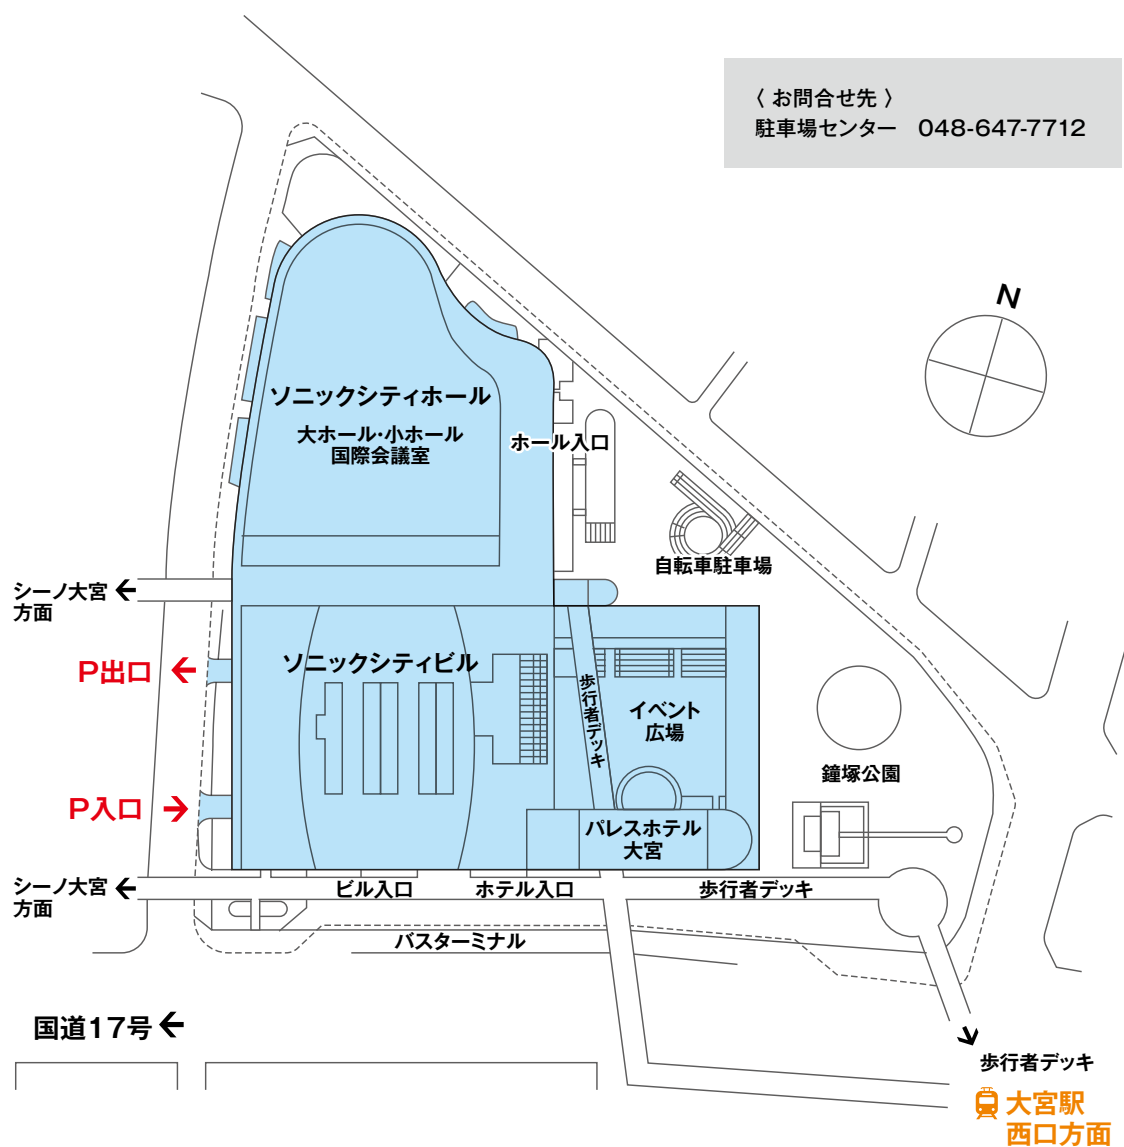 〈 お問合せ先 〉
駐車場センター 048-647-7712
N
ソニックシティホール
大ホール・小ホール
国際会議室
ホール入口
自転車駐車場
シーノ大宮
方面
P出口
ソニックシティビル
歩行者デッキ
イベント
広場
鐘塚公園
P入口
パレスホテル
大宮
シーノ大宮
方面
ビル入口
ホテル入口
歩行者デッキ
バスターミナル
国道17号
歩行者デッキ
大宮駅
西口方面